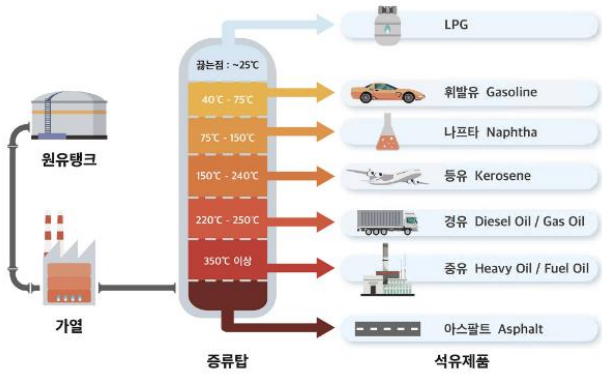 LPG
끓는점 : ~25℃
40℃ - 75℃
휘발유 Gasoline
75℃ - 150℃
나프타 Naphtha
원유탱크
150℃ - 240℃
등유 Kerosene
220℃ - 250℃
경유 Diesel Oil / Gas Oil
350℃ 이상
중유 Heavy Oil / Fuel Oil
가열
아스팔트 Asphalt
증류탑
석유제품